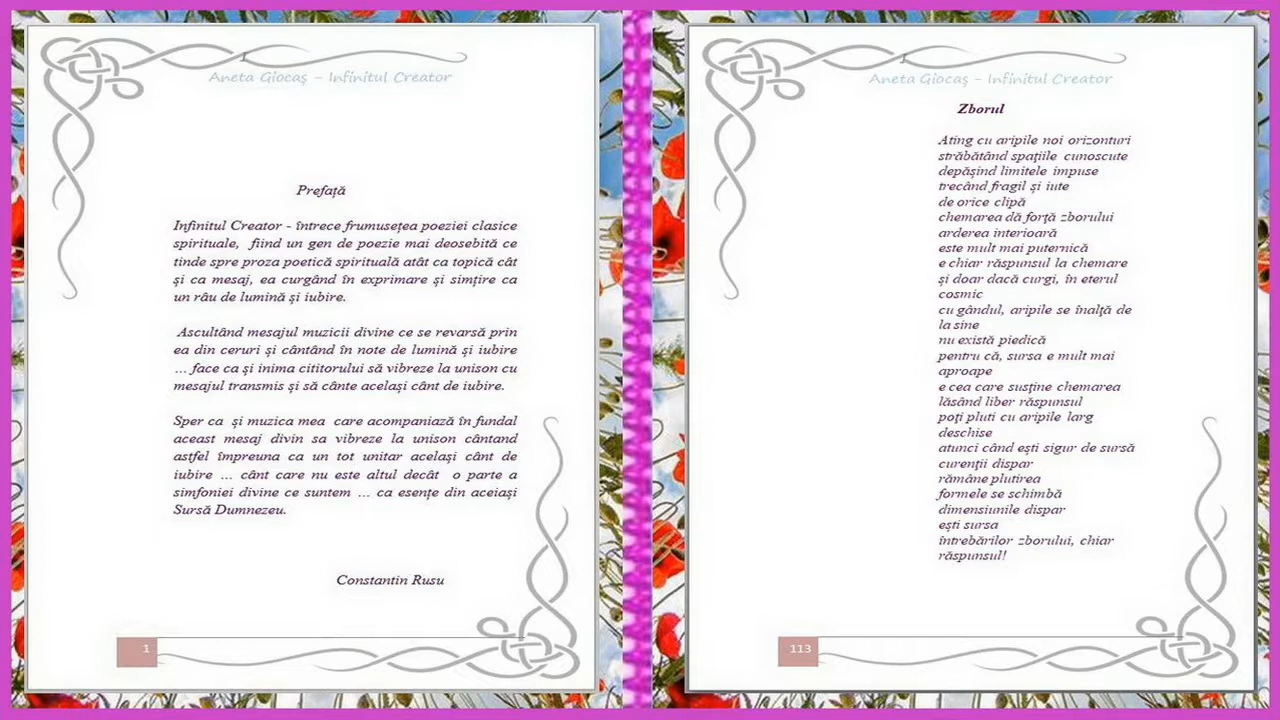 Aneta Giocaş – Infinitul Creator
Prefaţă
Infinitul Creator - întrece frumuseţea poeziei clasice
spirituale, fiind un gen de poezie mai deosebită ce
tinde spre proza poetică spirituală atât ca topică cât
şi ca mesaj, ea curgând în exprimare şi simţire ca
un râu de lumină şi iubire.
Ascultând mesajul muzicii divine ce se revarsă prin
ea din ceruri şi cântând în note de lumină şi iubire
... face ca şi inima cititorului să vibreze la unison cu
mesajul transmis şi să cânte acelaşi cânt de iubire.
Sper ca şi muzica mea care acompaniază în fundal
aceast mesaj divin sa vibreze la unison cântand
astfel împreuna ca un tot unitar acelaşi cânt de
iubire ... cânt care nu este altul decât o parte a
simfoniei divine ce suntem ... ca esenţe din aceiaşi
Sursă Dumnezeu.
Constantin Rusu
1
Aneta Giocaş – Infinitul Creator
Zborul
Ating cu aripile noi orizonturi
străbătând spaţiile cunoscute
depăşind limitele impuse
trecând fragil şi iute
de orice clipă
chemarea dă forţă zborului
arderea interioară
este mult mai puternică
e chiar răspunsul la chemare
şi doar dacă curgi, în eterul
cosmic
cu gândul, aripile se înalţă de
la sine
nu există piedică
pentru că, sursa e mult mai
aproape
e cea care susţine chemarea
lăsând liber răspunsul
poţi pluti cu aripile larg
deschise
atunci când eşti sigur de sursă
curenţii dispar
rămâne plutirea
formele se schimbă
dimensiunile dispar
eşti sursa
întrebărilor zborului, chiar
răspunsul!
113